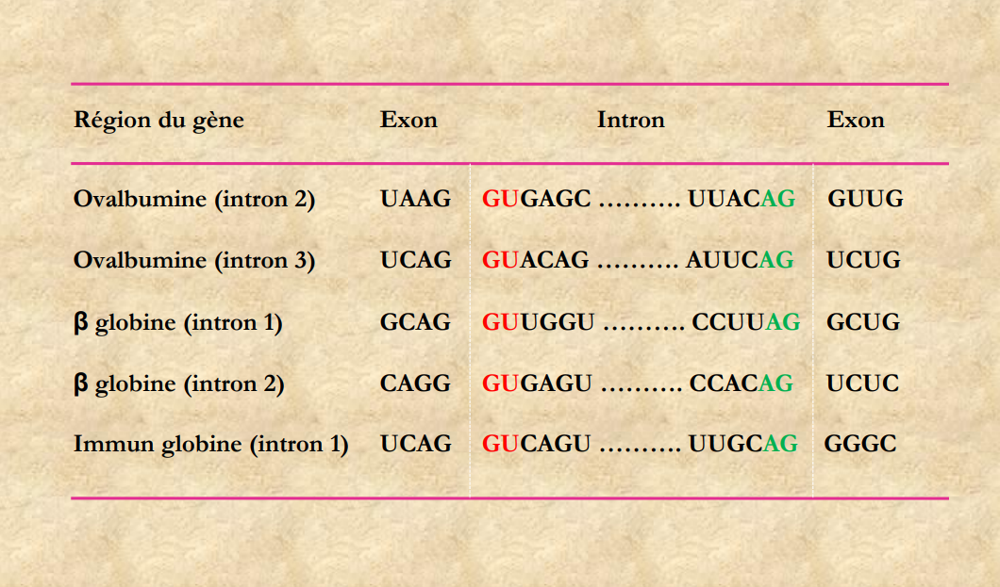 Région du gène Exon Intron Exon
Ovalbumine (intron 2) UAAG GUGAGC ………. UUACAG GUUG
Ovalbumine (intron 3) UCAG GUACAG ………. AUUCAG UCUG
β globine (intron 1) GCAG GUUGGU ………. CCUUAG GCUG
β globine (intron 2) CAGG GUGAGU ………. CCACAG UCUC
Immun globine (intron 1) UCAG GUCAGU ………. UUGCAG GGGC